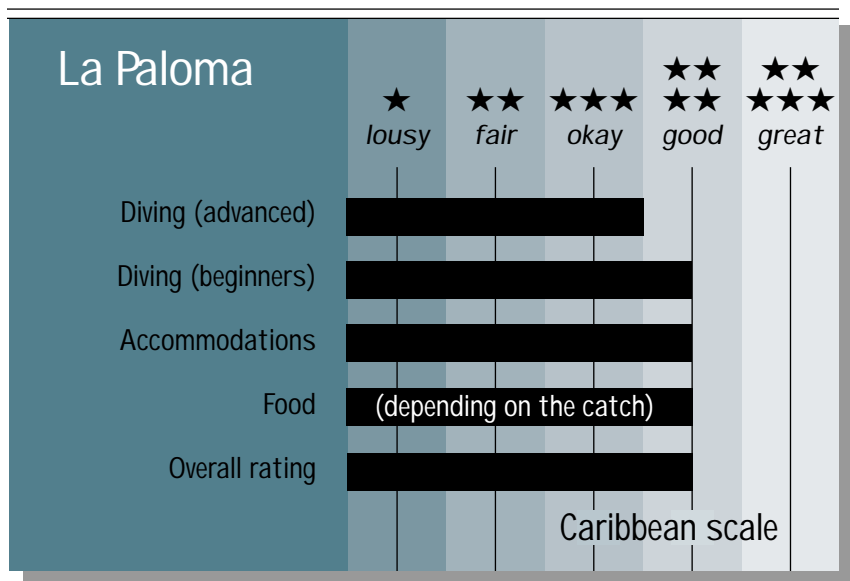 La Paloma
★★ ★★
★ ★★ ★★★ ★★ ★★★
lousy fair okay good great
Diving (advanced)
Diving (beginners)
Accommodations
Food (depending on the catch)
Overall rating
Caribbean scale